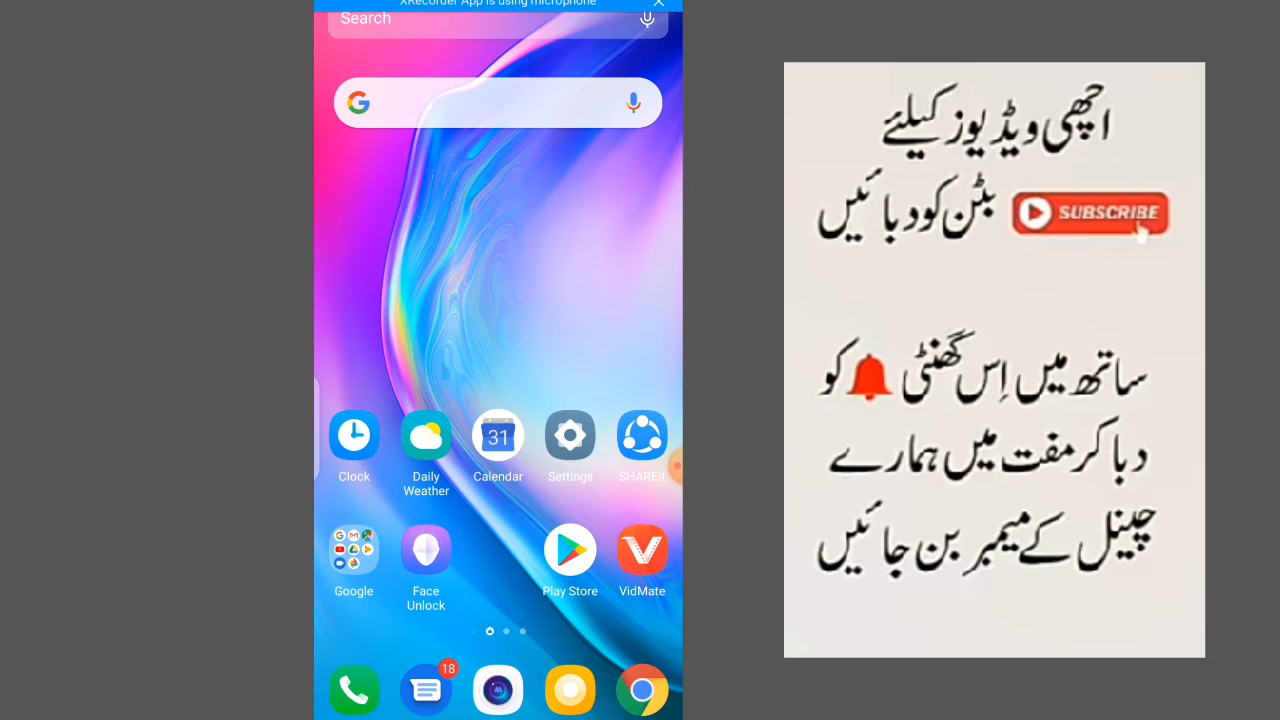 XRecorder App is using microphone
Search
31
Clock
Daily Weather
Calendar
Settings
SHAREit
Google
Face Unlock
Play Store
VidMate
18
AI
اچھی ویڈیوز کیلئے
SUBSCRIBE بٹن کو دبائیں
ساتھ میں اِس گھنٹی کو
دبا کر مفت میں ہمارے
چینل کے میمبر بن جائیں